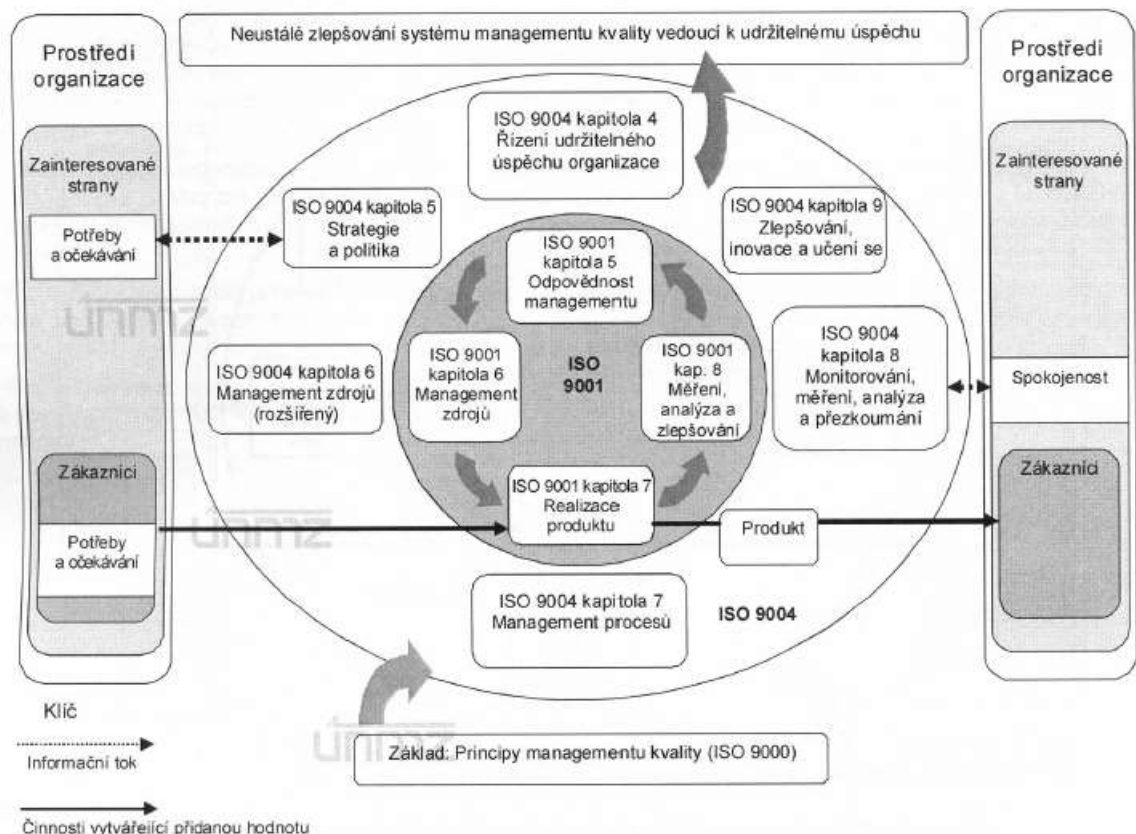 Neustálé zlepšování systému managementu kvality vedoucí k udržitelnému úspěchu
Prostředí
organizace
Zainteresované
strany
Potřeby
a očekávání
Zákazníci
Potřeby
a očekávání
ISO 9004 kapitola 4
Řízení udržitelného
úspěchu organizace
ISO 9004 kapitola 5
Strategie
a politika
ISO 9004 kapitola 9
Zlepšování,
inovace a učení se
ISO 9001
kapitola 5
Odpovědnost
managementu
ISO 9004 kapitola 6
Management zdrojů
(rozšířený)
ISO 9001
kapitola 6
Management
zdrojů
ISO
9001
ISO 9001
kap. 8
Měření,
analýza a
zlepšování
ISO 9004
kapitola 8
Monitorování,
měření, analýza
a přezkoumání
ISO 9001 kapitola 7
Realizace
produktu
Produkt
ISO 9004 kapitola 7
Management procesů
ISO 9004
Prostředí
organizace
Zainteresované
strany
Spokojenost
Zákazníci
Základ: Principy managementu kvality (ISO 9000)
Klíč
Informační tok
Činnosti vytvářející přidanou hodnotu
únmz
únmz
únmz